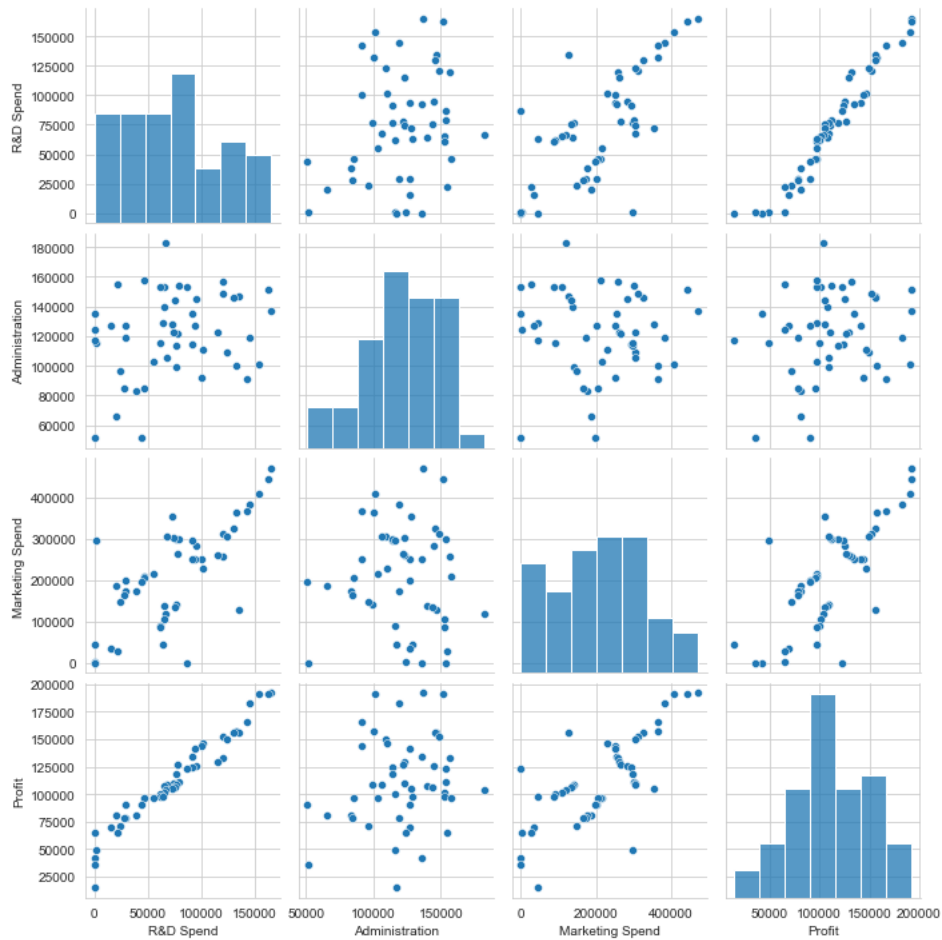 150000
125000
100000
75000
50000
25000
0
R&D Spend
180000
160000
140000
120000
100000
80000
60000
Administration
400000
300000
200000
100000
0
Marketing Spend
200000
175000
150000
125000
100000
75000
50000
25000
Profit
0 50000 100000 150000
R&D Spend
50000 100000 150000
Administration
0 200000 400000
Marketing Spend
50000 100000 150000 200000
Profit